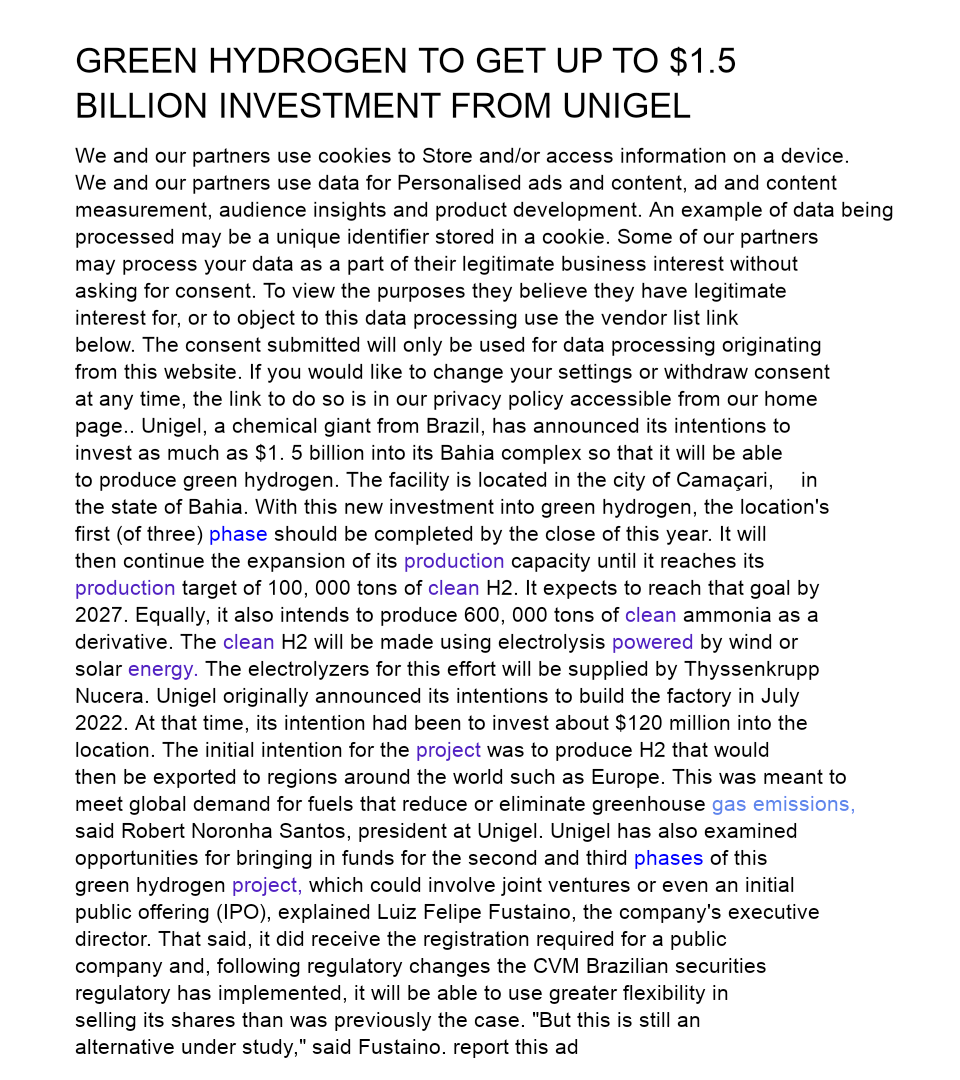 GREEN HYDROGEN TO GET UP TO $1.5
BILLION INVESTMENT FROM UNIGEL
We and our partners use cookies to Store and/or access information on a device.
We and our partners use data for Personalised ads and content, ad and content
measurement, audience insights and product development. An example of data being
processed may be a unique identifier stored in a cookie. Some of our partners
may process your data as a part of their legitimate business interest without
asking for consent. To view the purposes they believe they have legitimate
interest for, or to object to this data processing use the vendor list link
below. The consent submitted will only be used for data processing originating
from this website. If you would like to change your settings or withdraw consent
at any time, the link to do so is in our privacy policy accessible from our home
page.. Unigel, a chemical giant from Brazil, has announced its intentions to
invest as much as $1. 5 billion into its Bahia complex so that it will be able
to produce green hydrogen. The facility is located in the city of Camaçari, in
the state of Bahia. With this new investment into green hydrogen, the location's
first (of three) phase should be completed by the close of this year. It will
then continue the expansion of its production capacity until it reaches its
production target of 100, 000 tons of clean H2. It expects to reach that goal by
2027. Equally, it also intends to produce 600, 000 tons of clean ammonia as a
derivative. The clean H2 will be made using electrolysis powered by wind or
solar energy. The electrolyzers for this effort will be supplied by Thyssenkrupp
Nucera. Unigel originally announced its intentions to build the factory in July
2022. At that time, its intention had been to invest about $120 million into the
location. The initial intention for the project was to produce H2 that would
then be exported to regions around the world such as Europe. This was meant to
meet global demand for fuels that reduce or eliminate greenhouse gas emissions,
said Robert Noronha Santos, president at Unigel. Unigel has also examined
opportunities for bringing in funds for the second and third phases of this
green hydrogen project, which could involve joint ventures or even an initial
public offering (IPO), explained Luiz Felipe Fustaino, the company's executive
director. That said, it did receive the registration required for a public
company and, following regulatory changes the CVM Brazilian securities
regulatory has implemented, it will be able to use greater flexibility in
selling its shares than was previously the case. "But this is still an
alternative under study," said Fustaino. report this ad